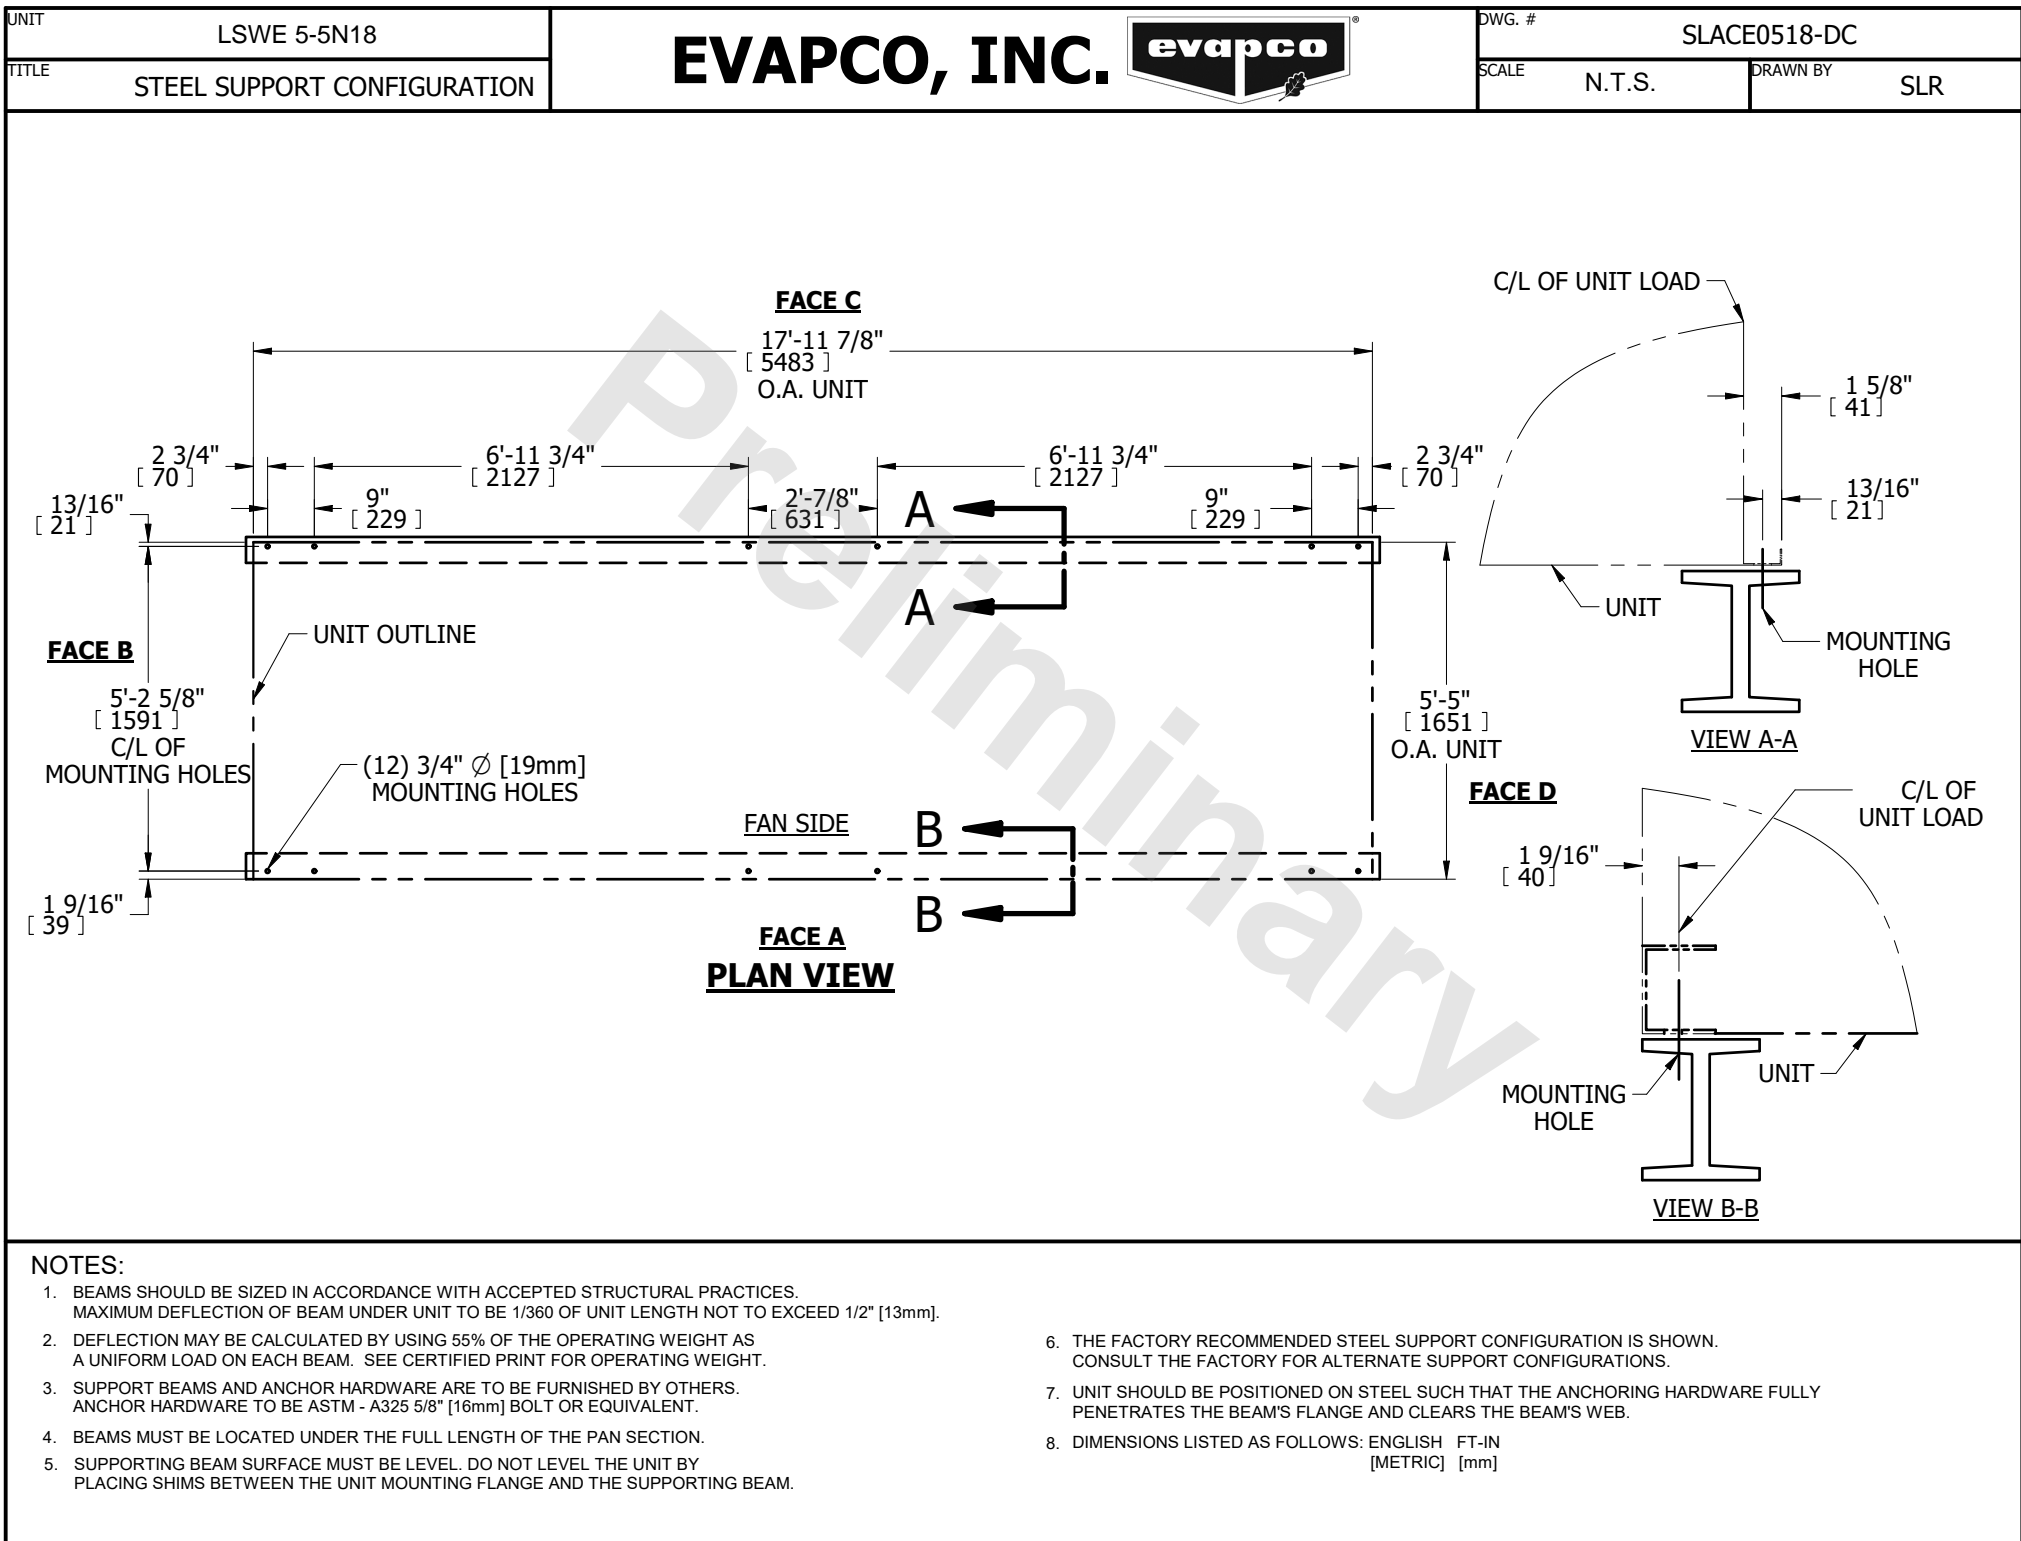 UNIT
LSWE 5-5N18
TITLE
STEEL SUPPORT CONFIGURATION
EVAPCO, INC.
evapco
®
DWG. #
SLACE0518-DC
SCALE
N.T.S.
DRAWN BY
SLR
FACE C
17'-11 7/8"
[ 5483 ]
O.A. UNIT
2 3/4"
[ 70 ]
6'-11 3/4"
[ 2127 ]
6'-11 3/4"
[ 2127 ]
2 3/4"
[ 70 ]
13/16"
[ 21 ]
9"
[ 229 ]
2'-7/8"
[ 631 ]
A
9"
[ 229 ]
A
FACE B
UNIT OUTLINE
5'-2 5/8"
[ 1591 ]
C/L OF
MOUNTING HOLES
5'-5"
[ 1651 ]
O.A. UNIT
(12) 3/4" ∅ [19mm]
MOUNTING HOLES
FAN SIDE
B
B
1 9/16"
[ 39 ]
FACE D
FACE A
PLAN VIEW
Preliminary
C/L OF UNIT LOAD
1 5/8"
[ 41 ]
13/16"
[ 21 ]
UNIT
MOUNTING
HOLE
VIEW A-A
C/L OF
UNIT LOAD
1 9/16"
[ 40 ]
UNIT
MOUNTING
HOLE
VIEW B-B
NOTES:
1. BEAMS SHOULD BE SIZED IN ACCORDANCE WITH ACCEPTED STRUCTURAL PRACTICES.
MAXIMUM DEFLECTION OF BEAM UNDER UNIT TO BE 1/360 OF UNIT LENGTH NOT TO EXCEED 1/2" [13mm].
2. DEFLECTION MAY BE CALCULATED BY USING 55% OF THE OPERATING WEIGHT AS
A UNIFORM LOAD ON EACH BEAM. SEE CERTIFIED PRINT FOR OPERATING WEIGHT.
3. SUPPORT BEAMS AND ANCHOR HARDWARE ARE TO BE FURNISHED BY OTHERS.
ANCHOR HARDWARE TO BE ASTM - A325 5/8" [16mm] BOLT OR EQUIVALENT.
4. BEAMS MUST BE LOCATED UNDER THE FULL LENGTH OF THE PAN SECTION.
5. SUPPORTING BEAM SURFACE MUST BE LEVEL. DO NOT LEVEL THE UNIT BY
PLACING SHIMS BETWEEN THE UNIT MOUNTING FLANGE AND THE SUPPORTING BEAM.
6. THE FACTORY RECOMMENDED STEEL SUPPORT CONFIGURATION IS SHOWN.
CONSULT THE FACTORY FOR ALTERNATE SUPPORT CONFIGURATIONS.
7. UNIT SHOULD BE POSITIONED ON STEEL SUCH THAT THE ANCHORING HARDWARE FULLY
PENETRATES THE BEAM'S FLANGE AND CLEARS THE BEAM'S WEB.
8. DIMENSIONS LISTED AS FOLLOWS: ENGLISH FT-IN
[METRIC] [mm]